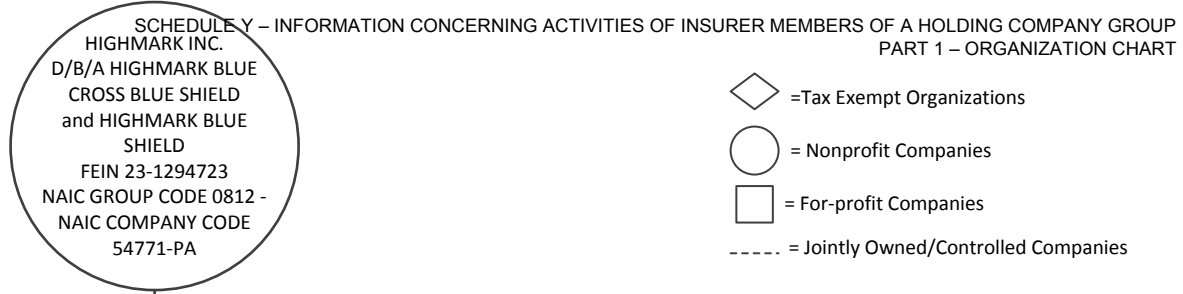 SCHEDULE Y – INFORMATION CONCERNING ACTIVITIES OF INSURER MEMBERS OF A HOLDING COMPANY GROUP
PART 1 – ORGANIZATION CHART
HIGHMARK INC.
D/B/A HIGHMARK BLUE
CROSS BLUE SHIELD
and HIGHMARK BLUE
SHIELD
FEIN 23-1294723
NAIC GROUP CODE 0812 -
NAIC COMPANY CODE
54771-PA
=Tax Exempt Organizations
= Nonprofit Companies
= For-profit Companies
= Jointly Owned/Controlled Companies